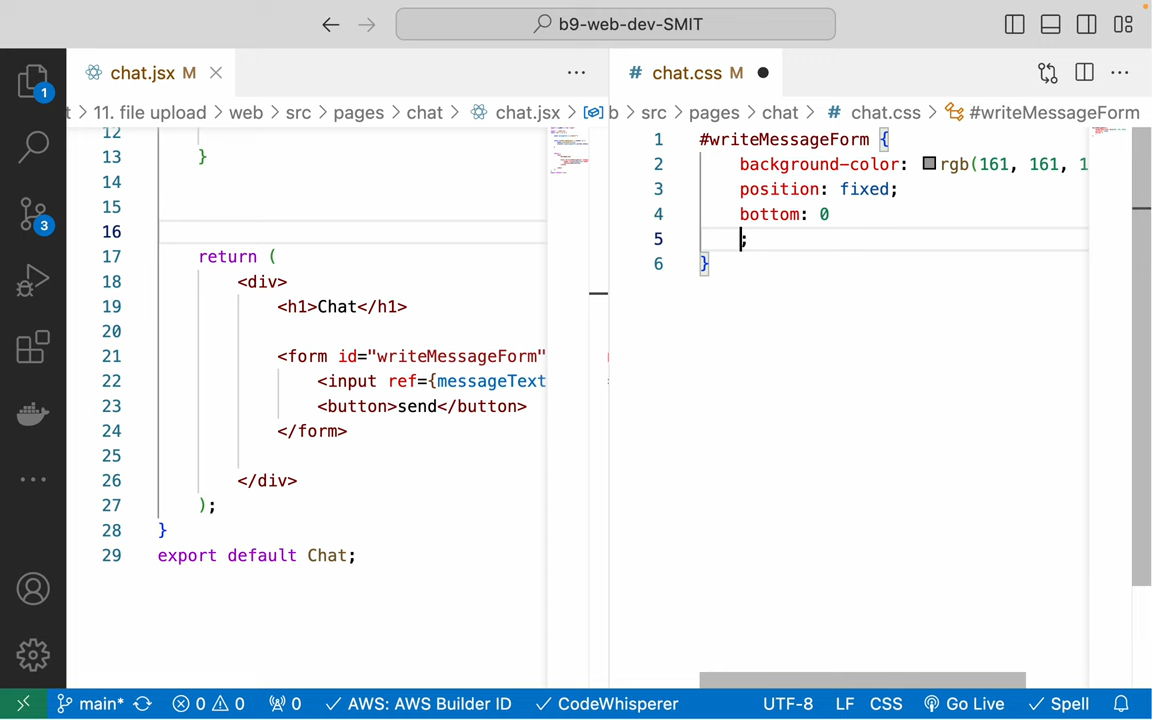 b9-web-dev-SMIT
chat.jsx M
t > 11. file upload > web > src > pages > chat > chat.jsx >
12
13 }
14
15
16
17 return (
18 <div>
19 <h1>Chat</h1>
20
21 <form id="writeMessageForm"
22 <input ref={messageText
23 <button>send</button>
24 </form>
25
26 </div>
27 );
28 }
29 export default Chat;
# chat.css M
b > src > pages > chat > # chat.css > #writeMessageForm
1 #writeMessageForm {
2 background-color: rgb(161, 161, 1
3 position: fixed;
4 bottom: 0
5 ;
6 }
1
3
main* 0 0 0 AWS: AWS Builder ID CodeWhisperer UTF-8 LF CSS Go Live Spell